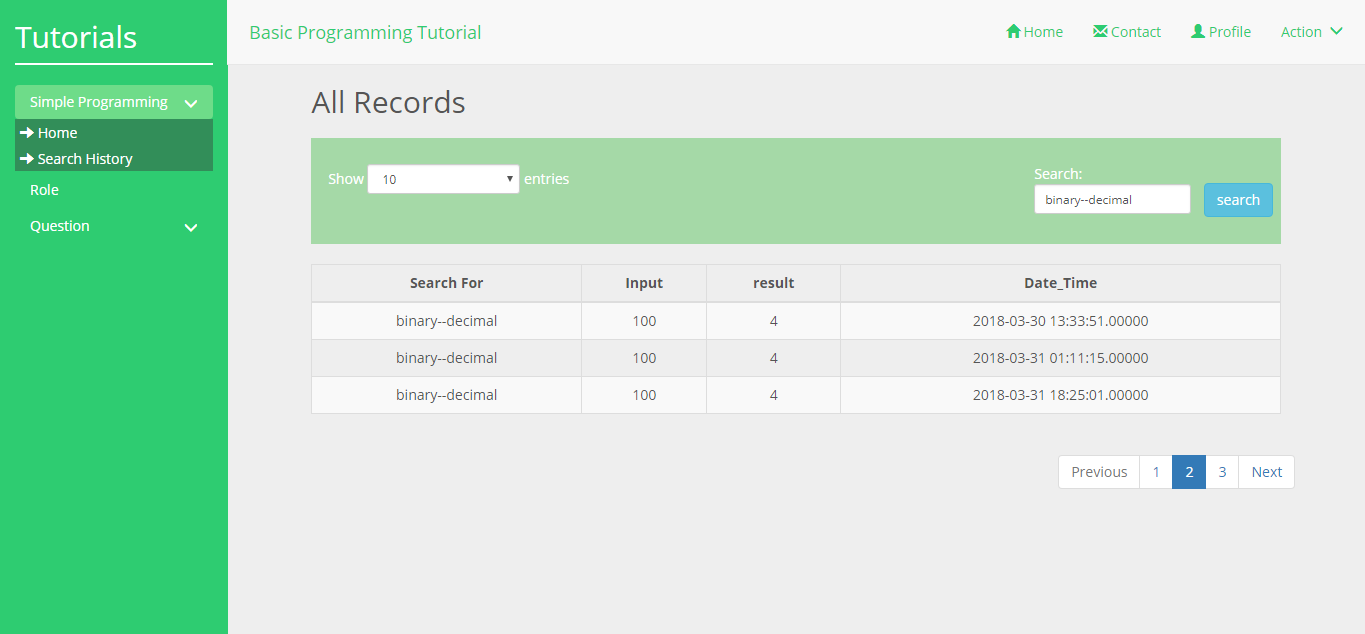 Tutorials
Basic Programming Tutorial
Home
Contact
Profile
Action
Simple Programming
Home
Search History
Role
Question
All Records
Show 10 entries
Search:
binary--decimal
search
Search For Input result Date_Time
binary--decimal 100 4 2018-03-30 13:33:51.00000
binary--decimal 100 4 2018-03-31 01:11:15.00000
binary--decimal 100 4 2018-03-31 18:25:01.00000
Previous 1 2 3 Next